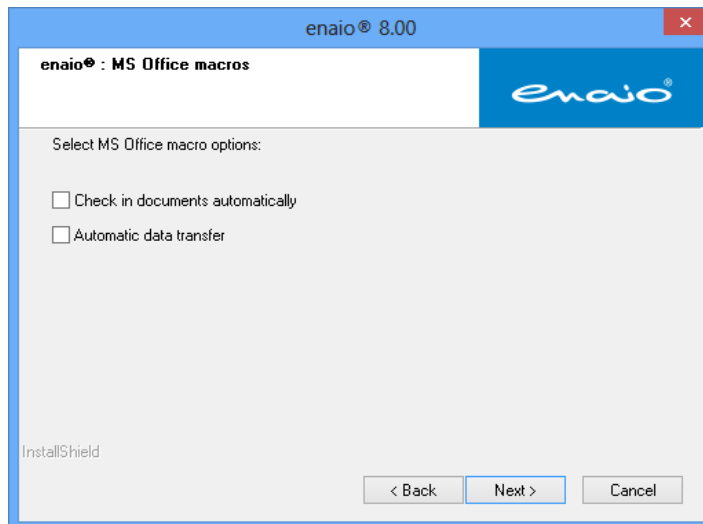 enaio® 8.00
enaio® : MS Office macros
enaio®
Select MS Office macro options:
Check in documents automatically
Automatic data transfer
InstallShield
< Back Next > Cancel